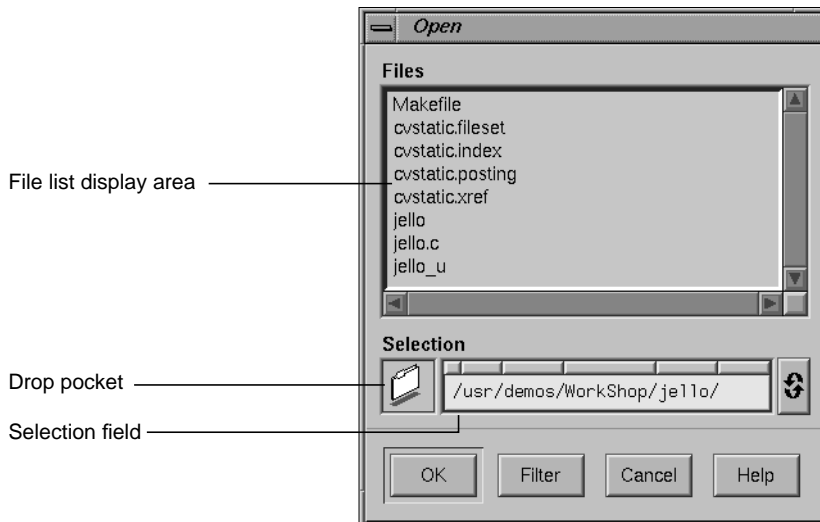 Open
Files
Makefile
cvstatic.fileset
cvstatic.index
cvstatic.posting
cvstatic.xref
jello
jello.c
jello_u
File list display area
Selection
Drop pocket
/usr/demos/WorkShop/jello/
Selection field
OK Filter Cancel Help